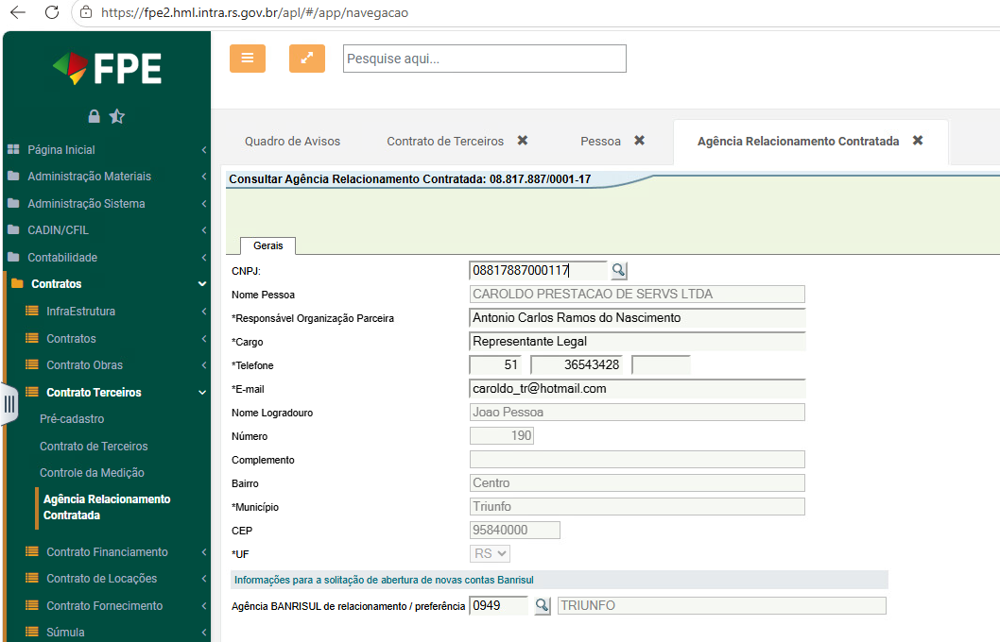 https://fpe2.hml.intra.rs.gov.br/apl/#/app/navegacao
FPE
Pesquise aqui...
Página Inicial
Administração Materiais
Administração Sistema
CADIN/CFIL
Contabilidade
Contratos
InfraEstrutura
Contratos
Contrato Obras
Contrato Terceiros
Pré-cadastro
Contrato de Terceiros
Controle da Medição
Agência Relacionamento
Contratada
Contrato Financiamento
Contrato de Locações
Contrato Fornecimento
Súmula
Quadro de Avisos
Contrato de Terceiros
Pessoa
Agência Relacionamento Contratada
Consultar Agência Relacionamento Contratada: 08.817.887/0001-17
Gerais
CNPJ: 08817887000117
Nome Pessoa CAROLDO PRESTACAO DE SERVS LTDA
*Responsável Organização Parceira Antonio Carlos Ramos do Nascimento
*Cargo Representante Legal
*Telefone 51 36543428
*E-mail caroldo_tr@hotmail.com
Nome Logradouro Joao Pessoa
Número 190
Complemento
Bairro Centro
*Município Triunfo
CEP 95840000
*UF RS
Informações para a solitação de abertura de novas contas Banrisul
Agência BANRISUL de relacionamento / preferência 0949 TRIUNFO